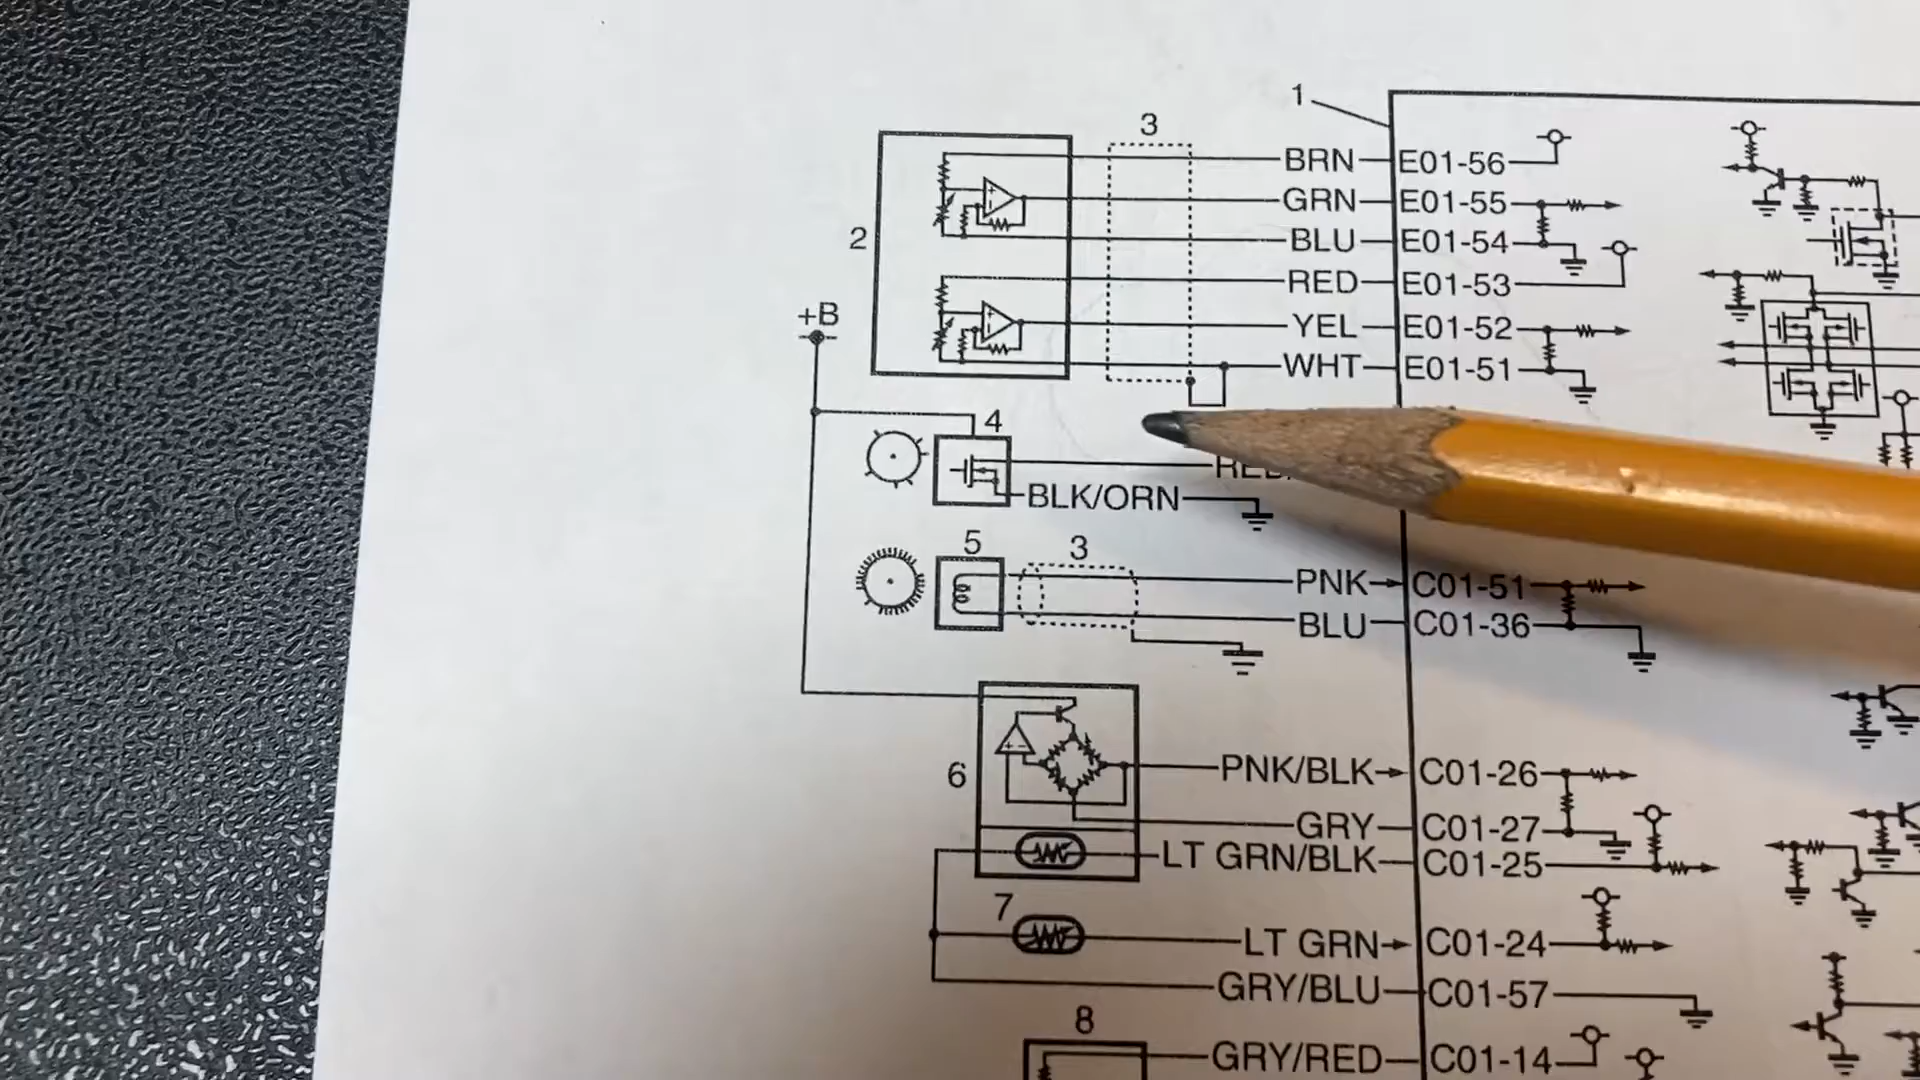 1
3
BRN E01-56
GRN E01-55
2
BLU E01-54
RED E01-53
+B
YEL E01-52
WHT E01-51
4
BLK/ORN
5 3
PNK C01-51
BLU C01-36
6
PNK/BLK C01-26
GRY C01-27
LT GRN/BLK C01-25
7
LT GRN C01-24
GRY/BLU C01-57
8
GRY/RED C01-14